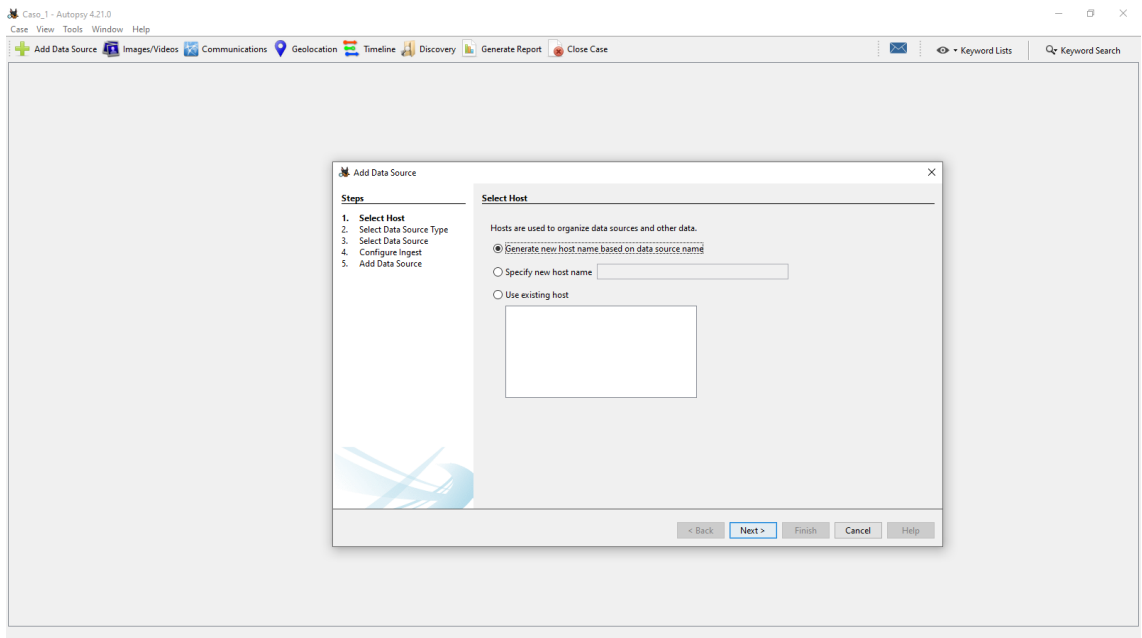 Caso_1 - Autopsy 4.21.0
Case View Tools Window Help
Add Data Source Images/Videos Communications Geolocation Timeline Discovery Generate Report Close Case Keyword Lists Keyword Search
Add Data Source
Steps
1. Select Host
2. Select Data Source Type
3. Select Data Source
4. Configure Ingest
5. Add Data Source
Select Host
Hosts are used to organize data sources and other data.
Generate new host name based on data source name
Specify new host name
Use existing host
< Back Next > Finish Cancel Help